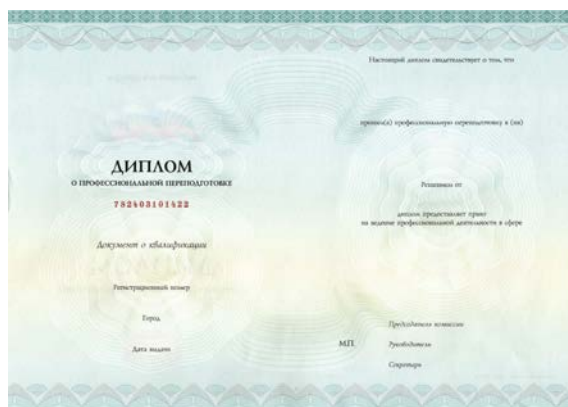 ДИПЛОМ
О ПРОФЕССИОНАЛЬНОЙ ПЕРЕПОДГОТОВКЕ
782403101422
Документ о квалификации
Регистрационный номер
Город
Дата выдачи
Настоящий диплом свидетельствует о том, что
прошел(а) профессиональную переподготовку в (на)
Решением от
диплом предоставляет право
на ведение профессиональной деятельности в сфере
Председатель комиссии
М.П. Руководитель
Секретарь